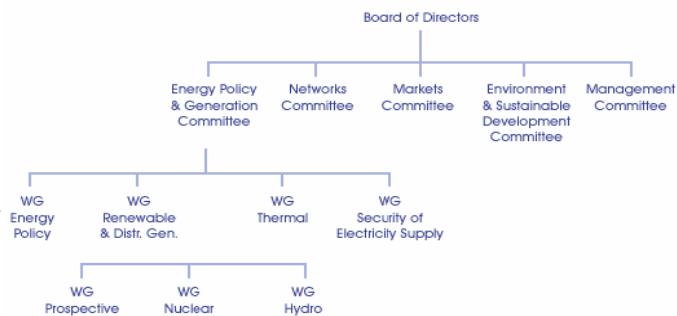 Board of Directors
Energy Policy
& Generation
Committee
Networks
Committee
Markets
Committee
Environment
& Sustainable
Development
Committee
Management
Committee
WG
Energy
Policy
WG
Renewable
& Distr. Gen.
WG
Thermal
WG
Security of
Electricity Supply
WG
Prospective
WG
Nuclear
WG
Hydro